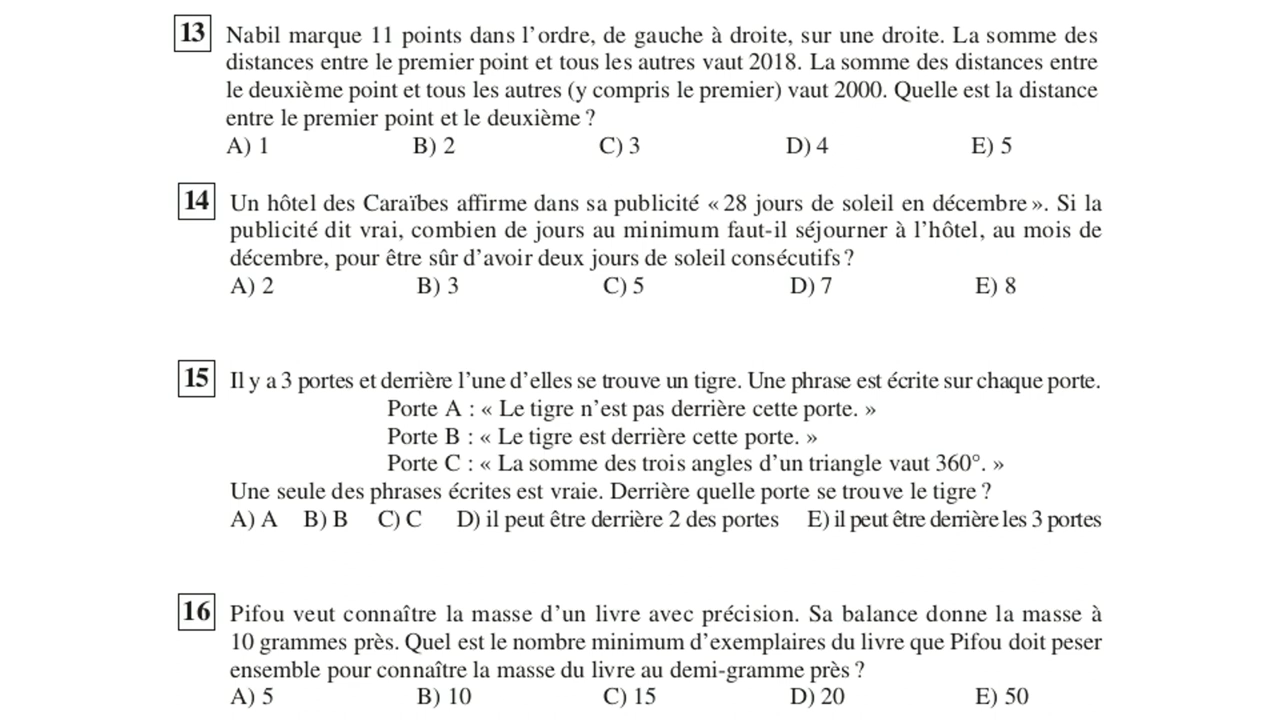 13 Nabil marque 11 points dans l'ordre, de gauche à droite, sur une droite. La somme des
distances entre le premier point et tous les autres vaut 2018. La somme des distances entre
le deuxième point et tous les autres (y compris le premier) vaut 2000. Quelle est la distance
entre le premier point et le deuxième ?
A) 1 B) 2 C) 3 D) 4 E) 5
14 Un hôtel des Caraïbes affirme dans sa publicité « 28 jours de soleil en décembre ». Si la
publicité dit vrai, combien de jours au minimum faut-il séjourner à l'hôtel, au mois de
décembre, pour être sûr d'avoir deux jours de soleil consécutifs ?
A) 2 B) 3 C) 5 D) 7 E) 8
15 Il y a 3 portes et derrière l'une d'elles se trouve un tigre. Une phrase est écrite sur chaque porte.
Porte A : « Le tigre n'est pas derrière cette porte. »
Porte B : « Le tigre est derrière cette porte. »
Porte C : « La somme des trois angles d'un triangle vaut 360°. »
Une seule des phrases écrites est vraie. Derrière quelle porte se trouve le tigre ?
A) A B) B C) C D) il peut être derrière 2 des portes E) il peut être derrière les 3 portes
16 Pifou veut connaître la masse d'un livre avec précision. Sa balance donne la masse à
10 grammes près. Quel est le nombre minimum d'exemplaires du livre que Pifou doit peser
ensemble pour connaître la masse du livre au demi-gramme près ?
A) 5 B) 10 C) 15 D) 20 E) 50